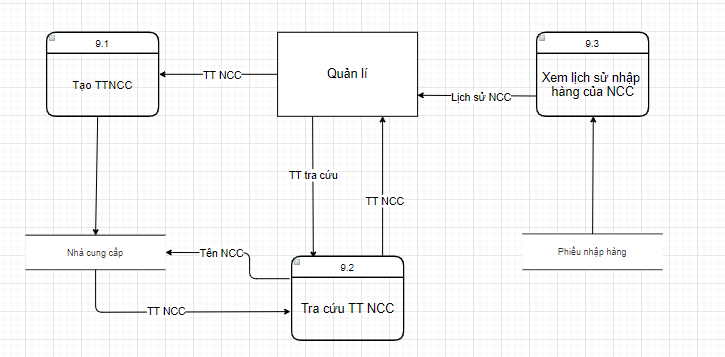 9.1
Tạo TTNCC
TT NCC
Quản lí
Lịch sử NCC
9.3
Xem lịch sử nhập
hàng của NCC
TT tra cứu
TT NCC
Nhà cung cấp
Tên NCC
9.2
Tra cứu TT NCC
TT NCC
Phiếu nhập hàng